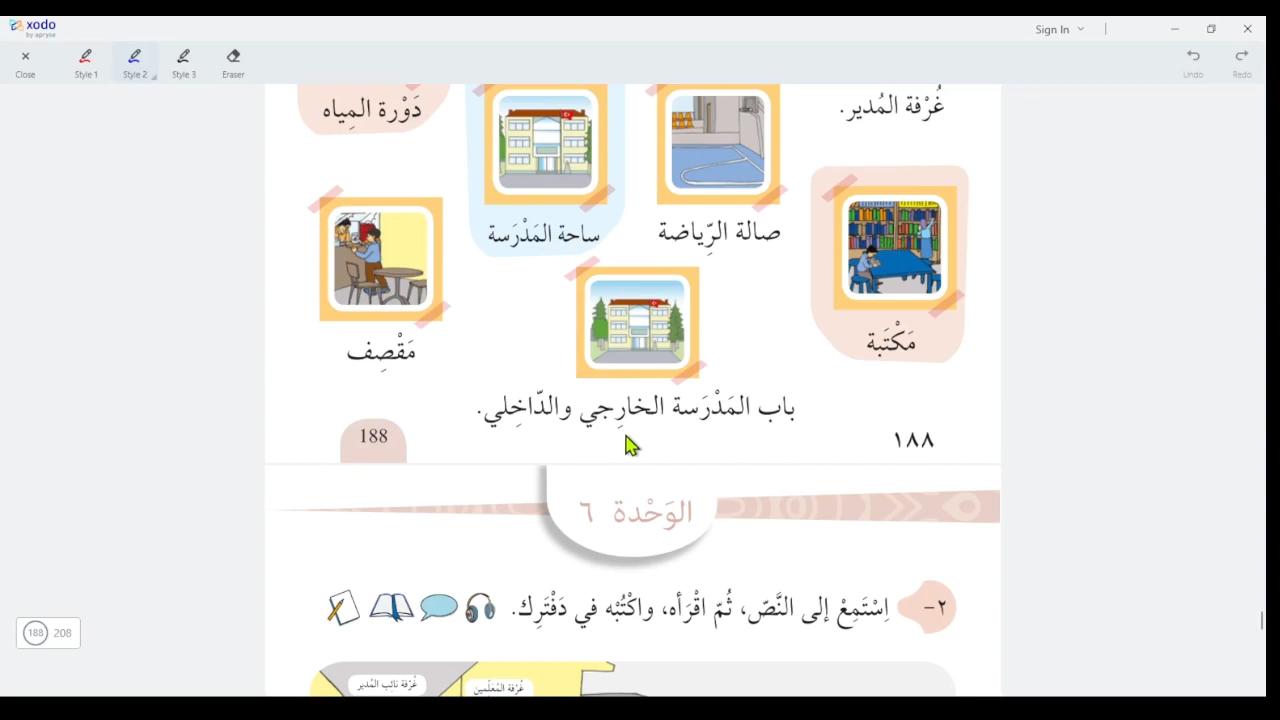 xodo
by apryse
Sign In
Close
Style 1
Style 2
Style 3
Eraser
Undo
Redo
غُرْفة المُدير.
دَوْرة المِياه
صالة الرّياضة
ساحة المَدْرَسة
مَكْتَبة
مَقْصِف
باب المَدْرَسة الخارِجي والدّاخِلي.
١٨٨
188
الوَحْدة ٦
٢- اِسْتَمِعْ إلى النَّصّ، ثُمّ اقْرَأه، واكْتُبْه في دَفْتَرِك.
188 208
غُرْفة المُعَلّمين
غُرْفة نائِب المُدير